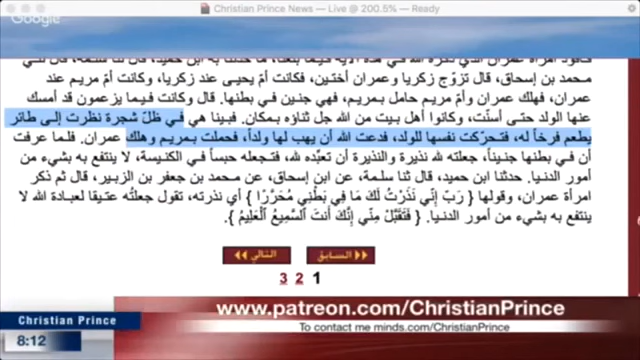 Christian Prince News — Live @ 200.5% — Ready
Google
محمد بن إسحاق، قال تزوّج زكريا وعمران أختين، فكانت أمّ يحيى عند زكريا، وكانت أمّ مريم عند
عمران، فهلك عمران وأمّ مريم حامل بمريم، فهي جنين في بطنها. قال وكانت فيما يزعمون قد أمسك
عنها الولد حتى أسنّت، وكانوا أهل بيت من الله جل ثناؤه بمكان. فبينا هي في ظلّ شجرة نظرت إلى طائر
يطعم فرخاً له، فتحرّكت نفسها للولد، فدعت الله أن يهب لها ولداً، فحملت بمريم وهلك عمران. فلما عرفت
أن في بطنها جنيناً، جعلته لله نذيرة والنذيرة أن تعبِّده لله، فتجعله حبساً في الكنيسة، لا ينتفع به بشيء من
أمور الدنيا. حدثنا ابن حميد، قال ثنا سلمة، عن ابن إسحاق، عن محمد بن جعفر بن الزبير، قال ثم ذكر
امرأة عمران، وقولها { رَبِّ إِنِّي نَذَرْتُ لَكَ مَا فِي بَطْنِي مُحَرَّرًا } أي نذرته، تقول جعلتُه عتيقا لعبادة الله لا
ينتفع به بشيء من أمور الدنيا. { فَتَقَبَّلْ مِنِّي إِنَّكَ أَنتَ السَّمِيعُ الْعَلِيمُ }.
السابق التالي
1 2 3
www.patreon.com/ChristianPrince
Christian Prince
To contact me minds.com/ChristianPrince
8:12